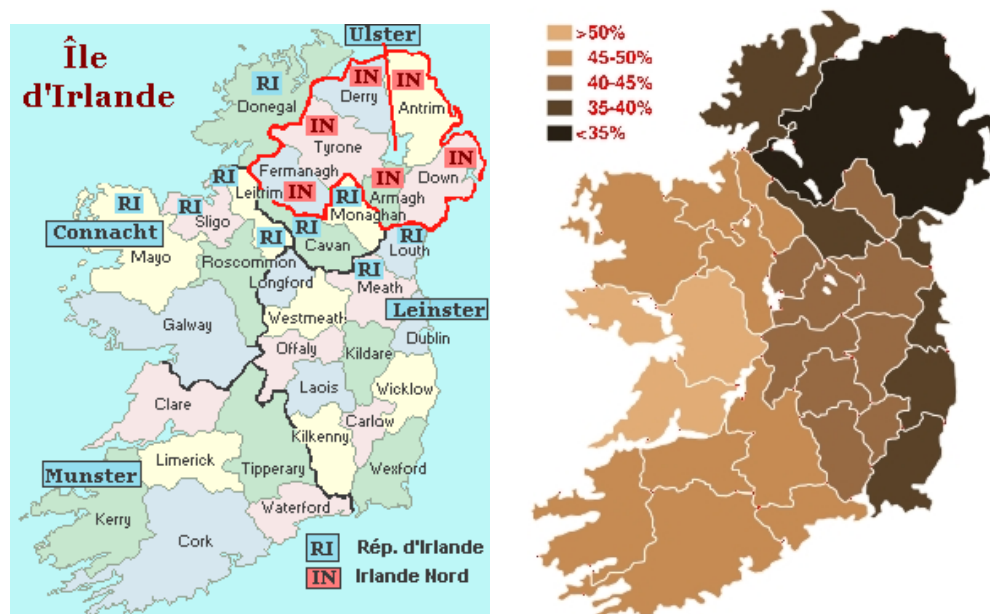 Île
d'Irlande
Ulster
RI
Donegal
IN
Derry
IN
Antrim
IN
Tyrone
IN
Down
Fermanagh
IN
RI
Leitrim
IN
Armagh
RI
Monaghan
RI
Mayo
RI
Sligo
Connacht
RI
Roscommon
RI
Cavan
RI
Louth
Longford
RI
Meath
Leinster
Galway
Westmeath
Offaly
Kildare
Dublin
Laois
Wicklow
Clare
Carlow
Kilkenny
Limerick
Tipperary
Wexford
Munster
Waterford
Kerry
Cork
RI Rép. d'Irlande
IN Irlande Nord
>50%
45-50%
40-45%
35-40%
<35%